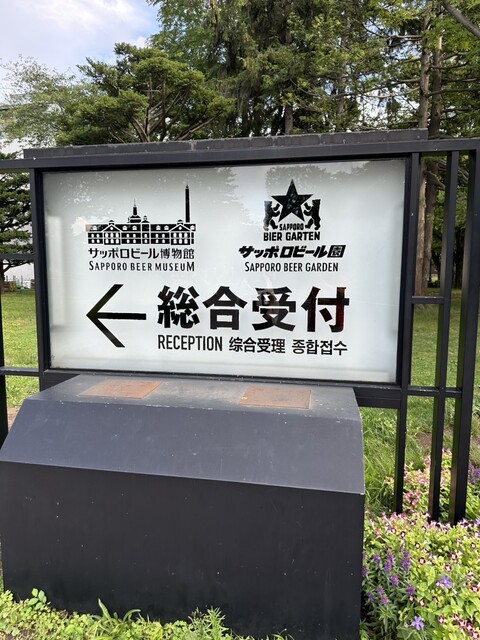 サッポロビール博物館
SAPPORO BEER MUSEUM
SAPPORO
BIER GARTEN
サッポロビール園
SAPPORO BEER GARDEN
総合受付
RECEPTION 综合受理 종합접수